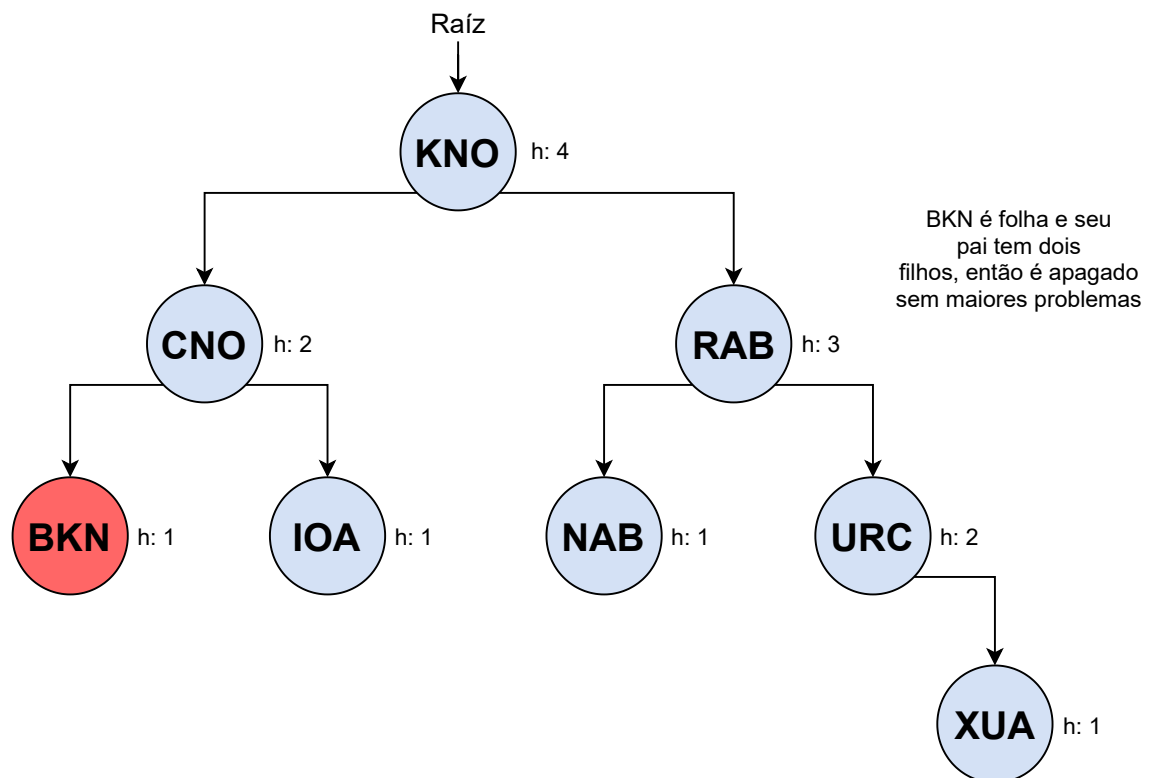 Raíz
KNO h: 4
BKN é folha e seu
pai tem dois
filhos, então é apagado
sem maiores problemas
CNO h: 2
RAB h: 3
BKN h: 1
IOA h: 1
NAB h: 1
URC h: 2
XUA h: 1